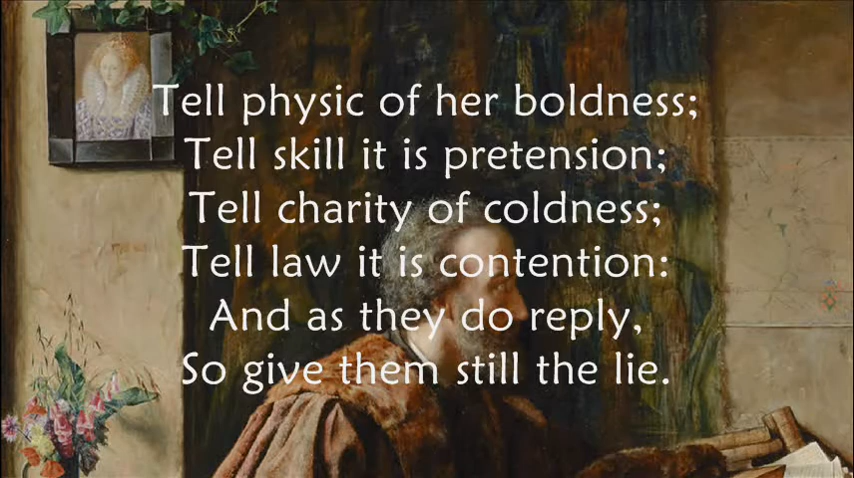 Tell physic of her boldness;
Tell skill it is pretension;
Tell charity of coldness;
Tell law it is contention:
And as they do reply,
So give them still the lie.